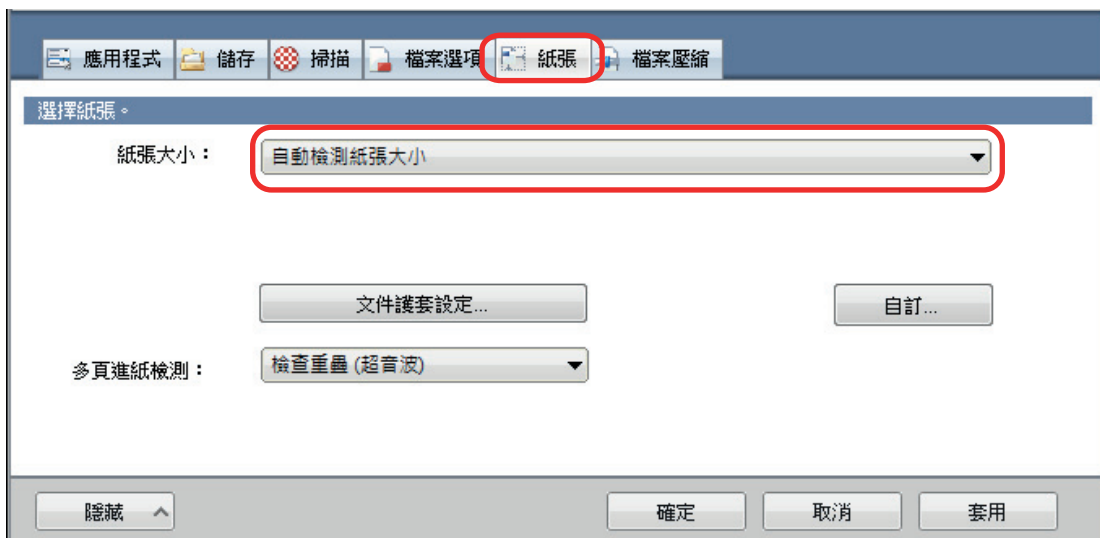 應用程式 儲存 掃描 檔案選項 紙張 檔案壓縮
選擇紙張。
紙張大小： 自動檢測紙張大小
文件護套設定... 自訂...
多頁進紙檢測： 檢查重疊 (超音波)
隱藏 確定 取消 套用